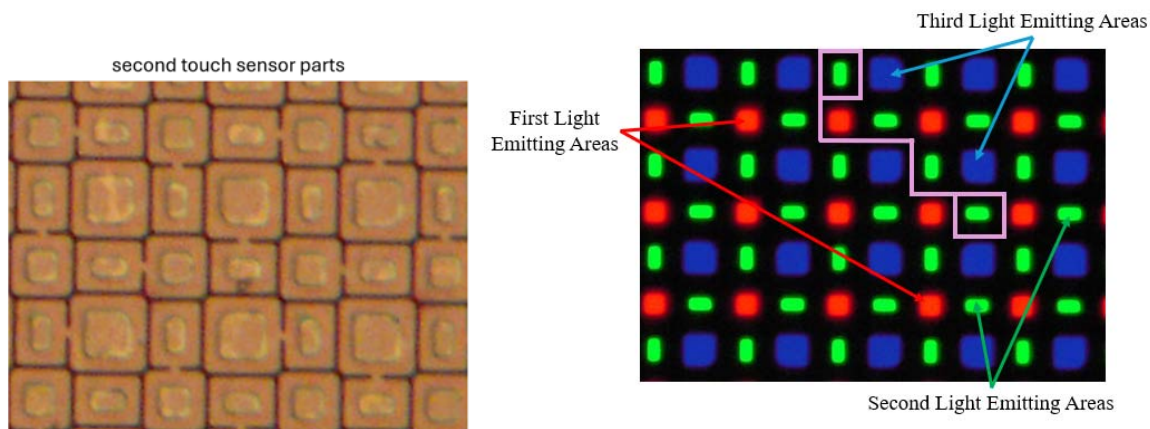 second touch sensor parts
Third Light Emitting Areas
First Light
Emitting Areas
Second Light Emitting Areas